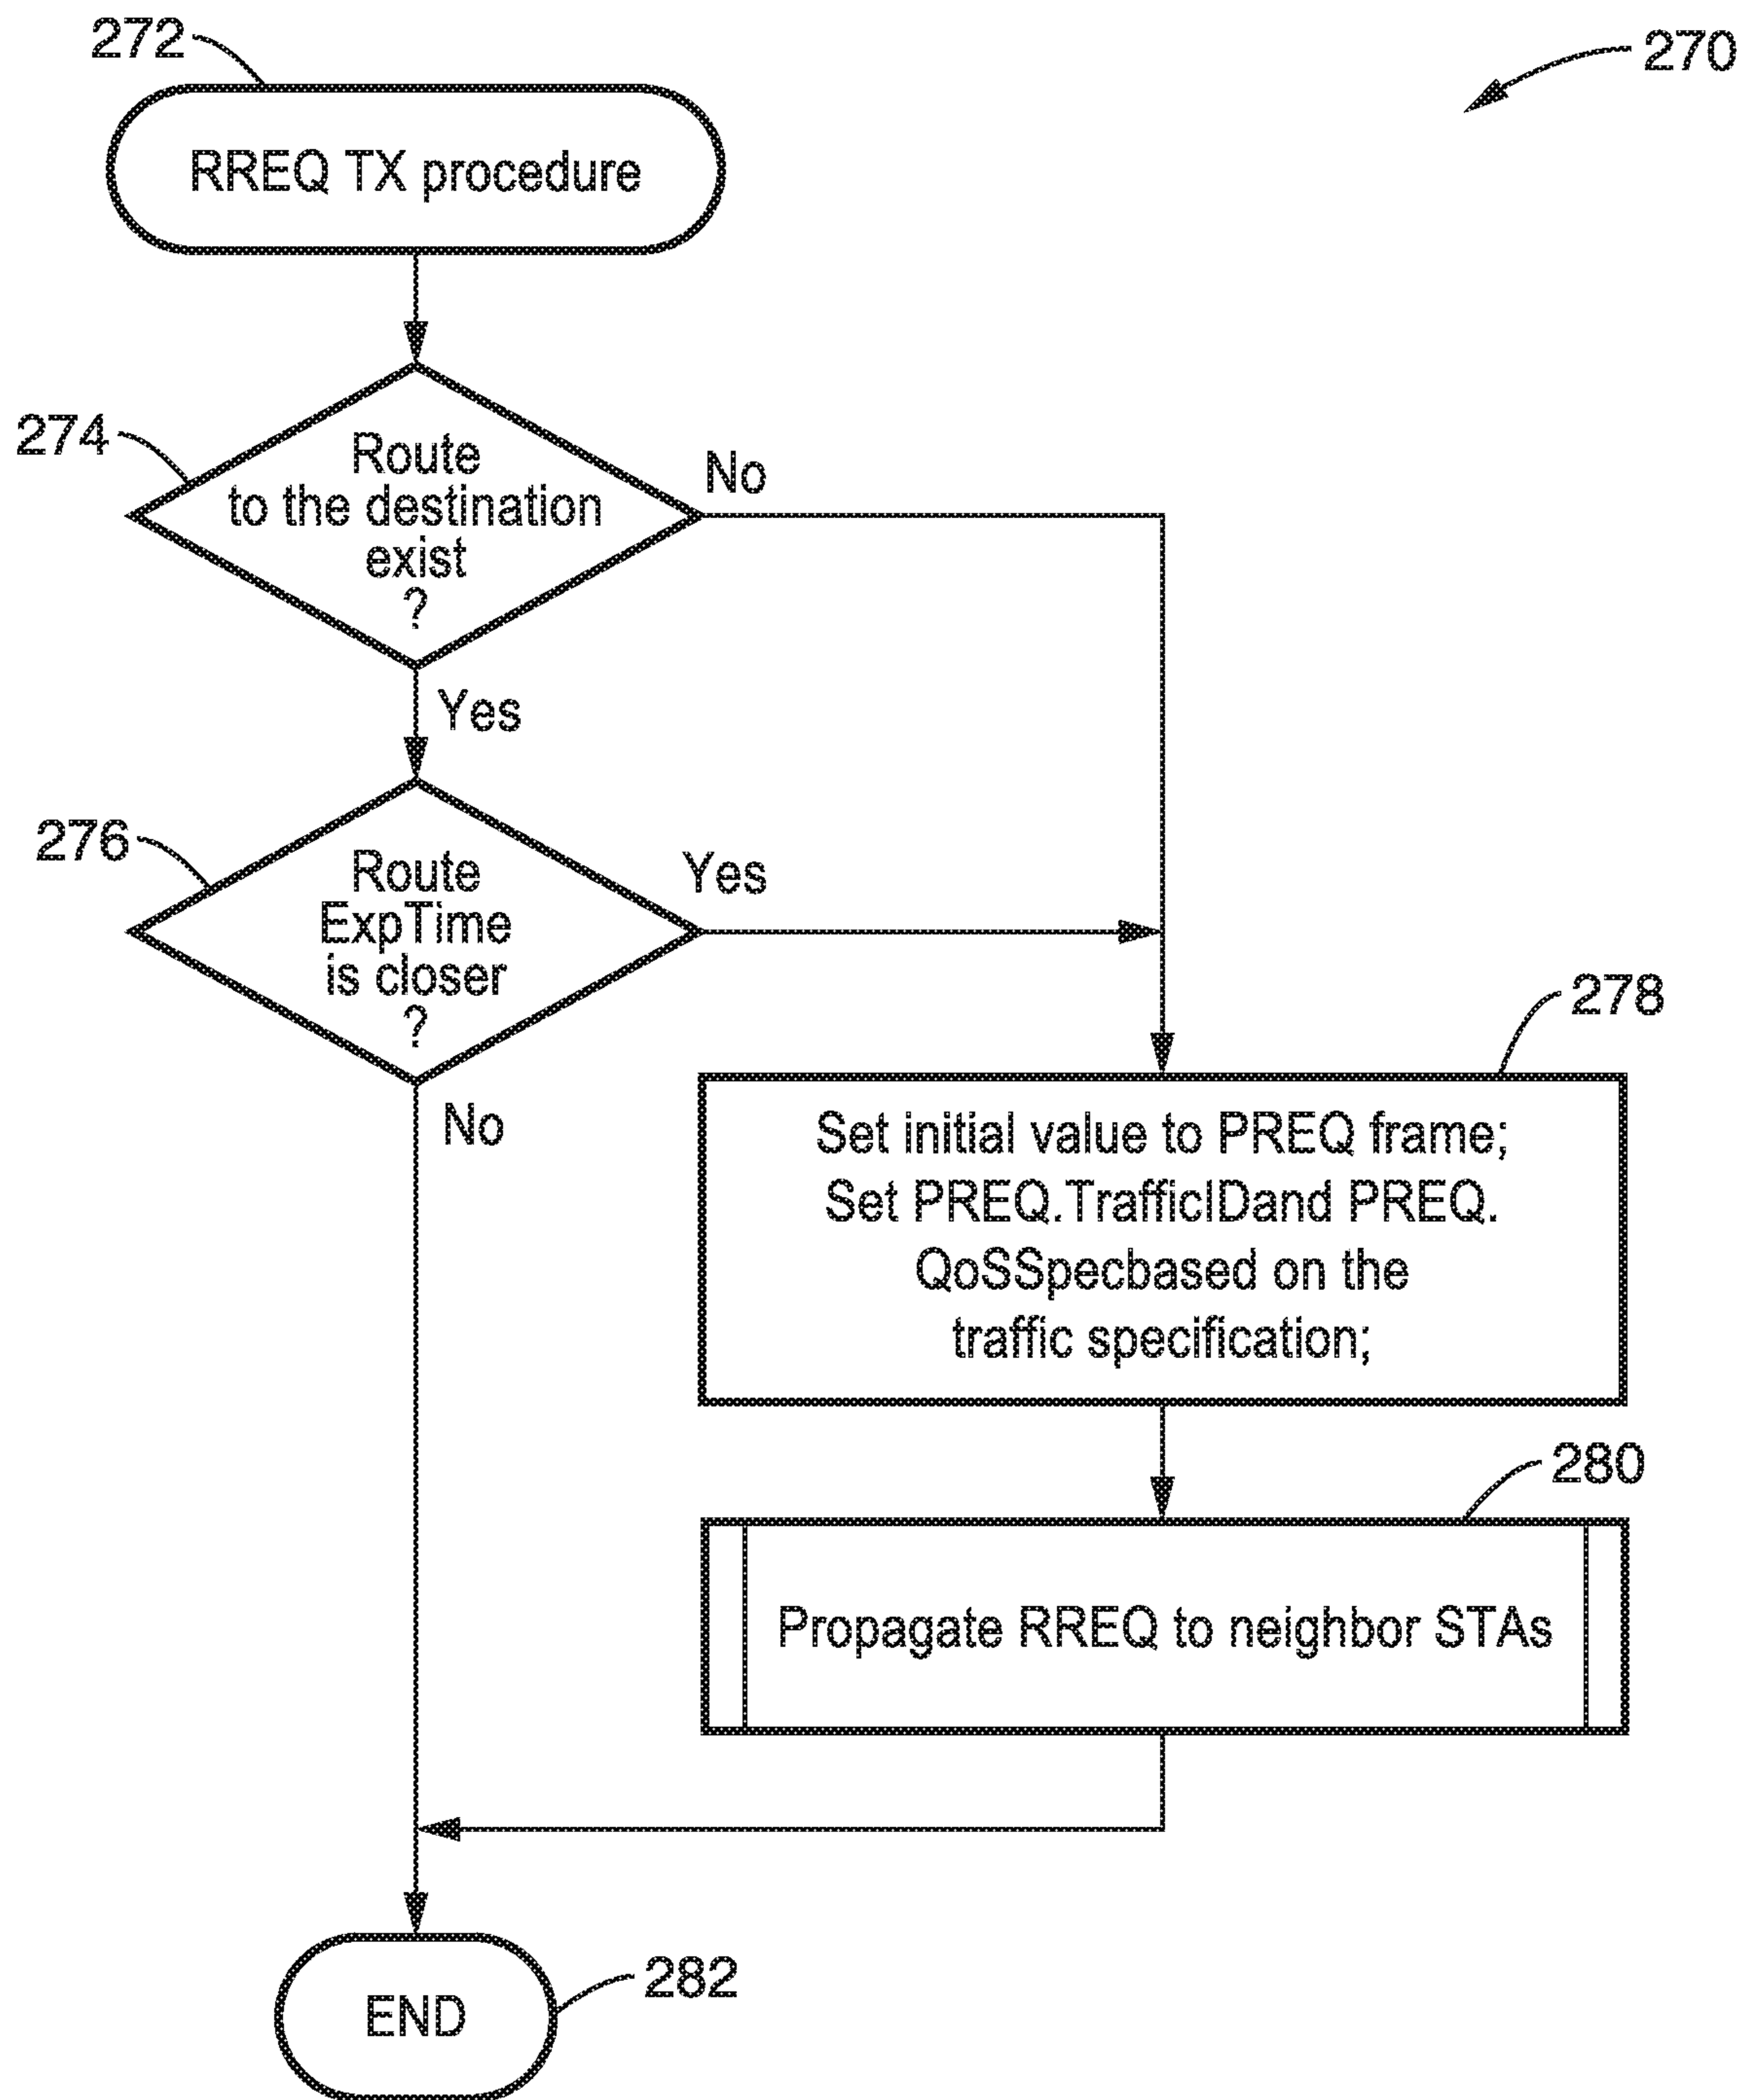 272
270
RREQ TX procedure
274
Route
to the destination
exist
?
No
Yes
276
Route
ExpTime
is closer
?
Yes
No
278
Set initial value to PREQ frame;
Set PREQ.TrafficIDand PREQ.
QoSSpecbased on the
traffic specification;
280
Propagate RREQ to neighbor STAs
END
282